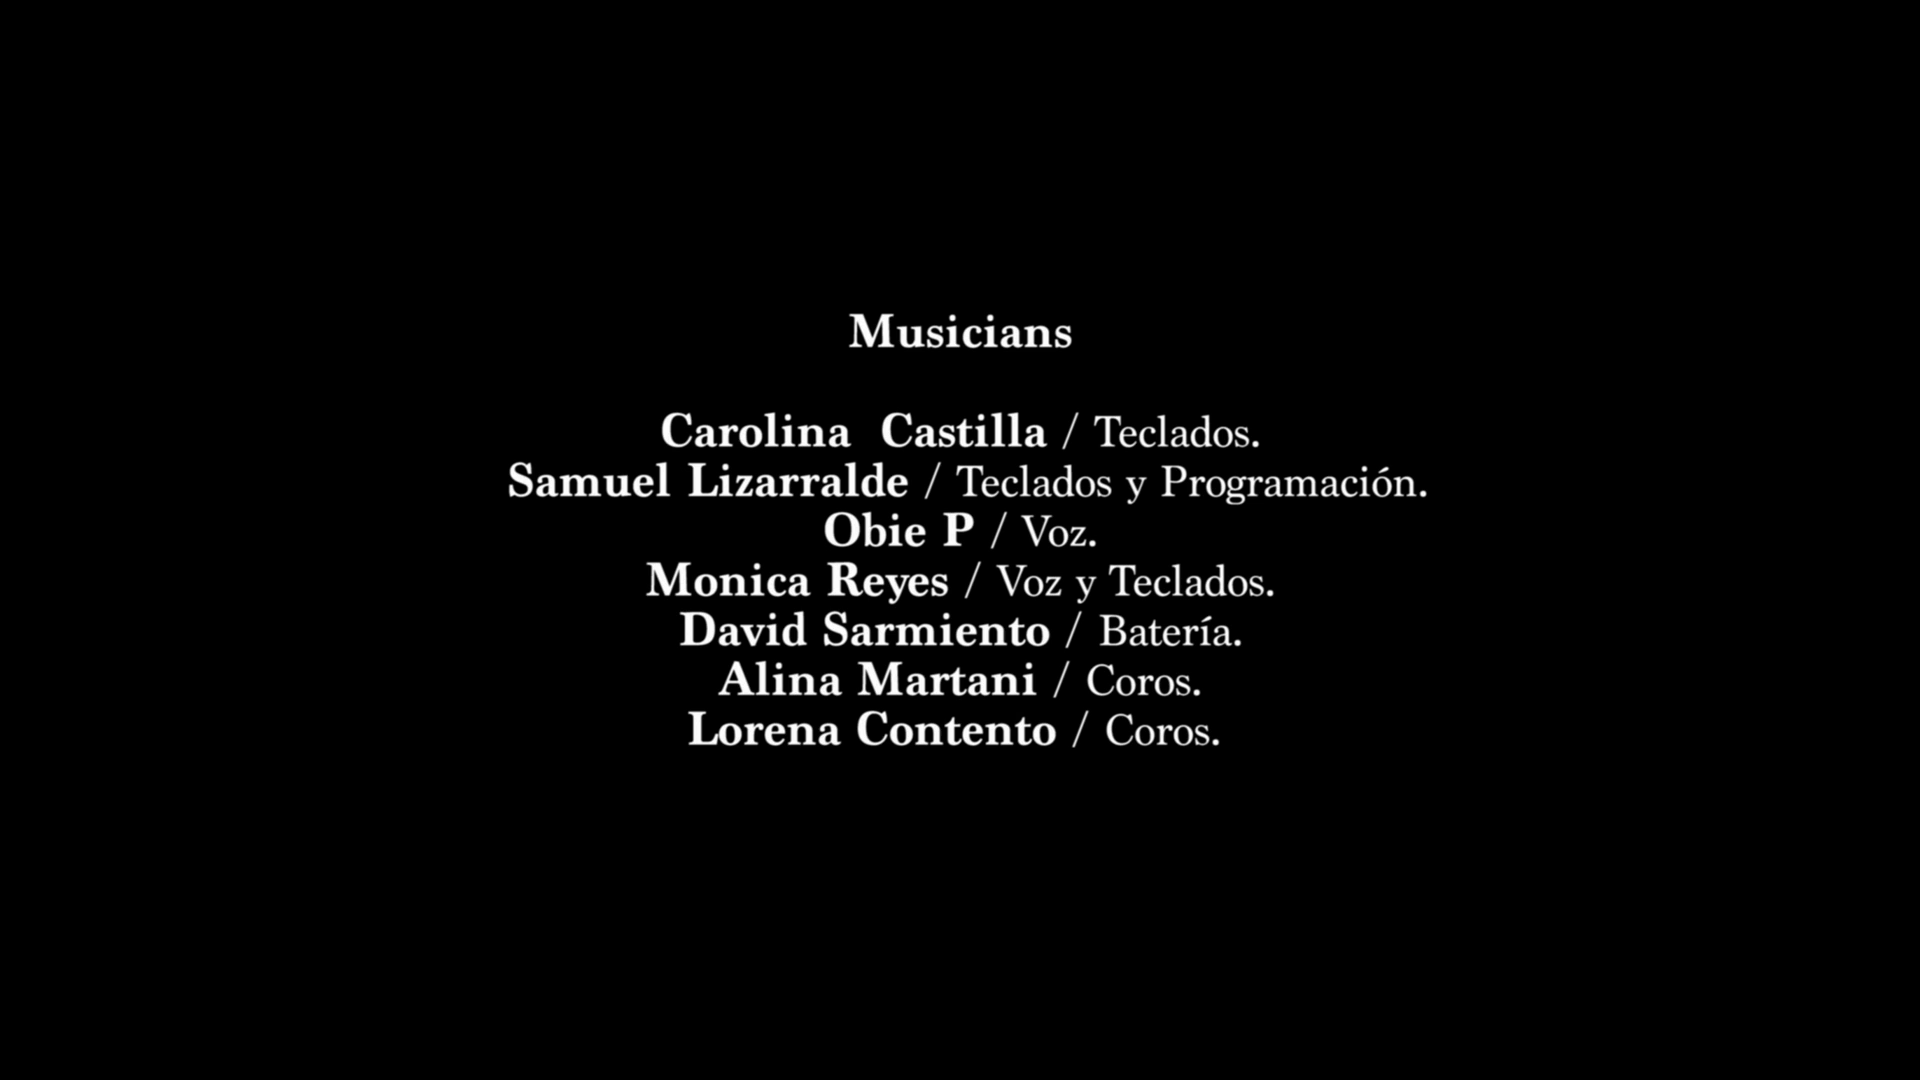 Musicians
Carolina  Castilla / Teclados.
Samuel Lizarralde / Teclados y Programación.
Obie P / Voz.
Monica Reyes / Voz y Teclados.
David Sarmiento / Batería.
Alina Martani / Coros.
Lorena Contento / Coros.